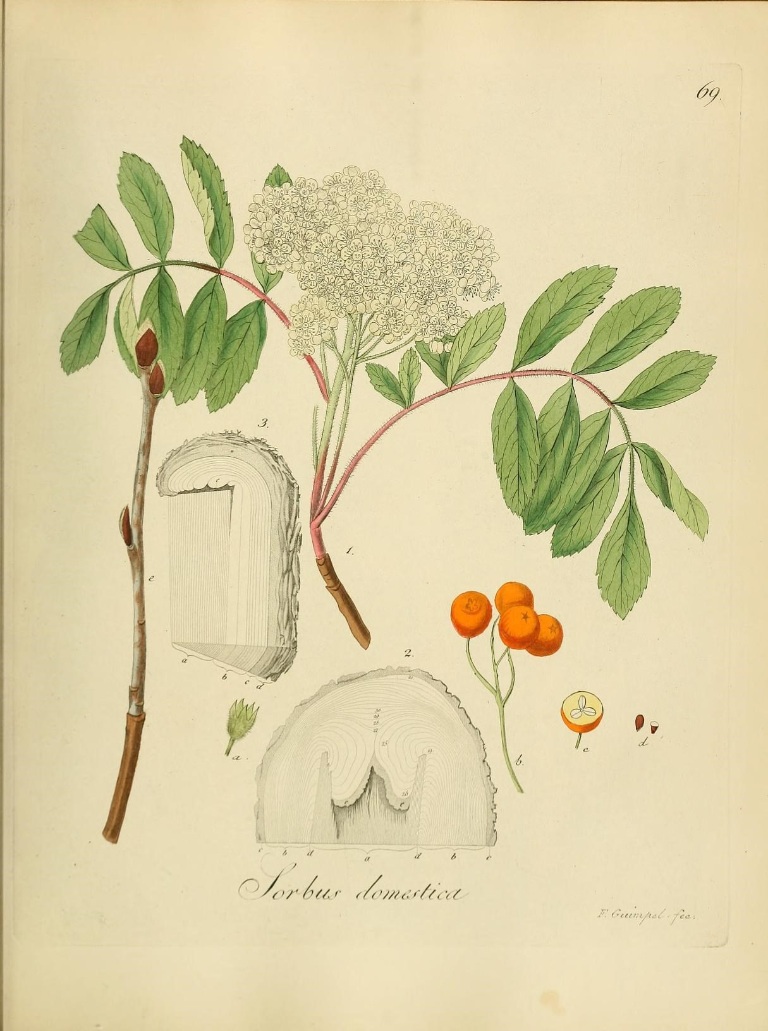 69.
3.
1.
e
a b c d
2.
a.
b.
c
d
c b d a d b c
Sorbus domestica
F. Guimpel fec.